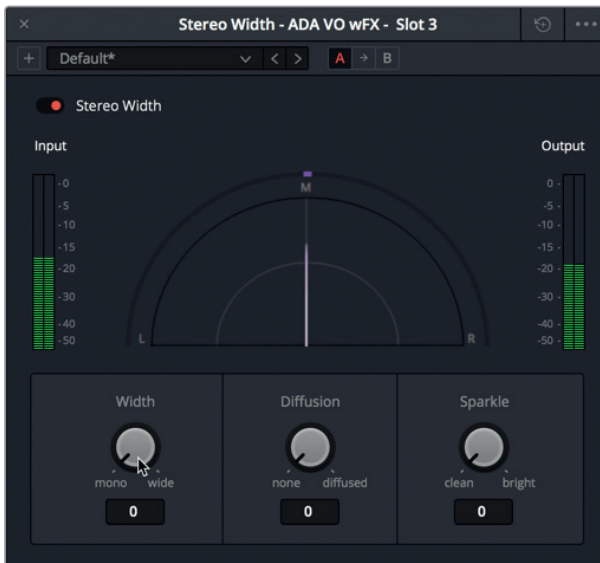 Stereo Width - ADA VO wFX - Slot 3
Default*
A
B
Stereo Width
Input
Output
-0
-5
-10
-15
-20
-30
-40
-50
M
L
R
0 -
-5 -
-10 -
-15 -
-20 -
-30 -
-40 -
-50 -
Width
mono wide
0
Diffusion
none diffused
0
Sparkle
clean bright
0